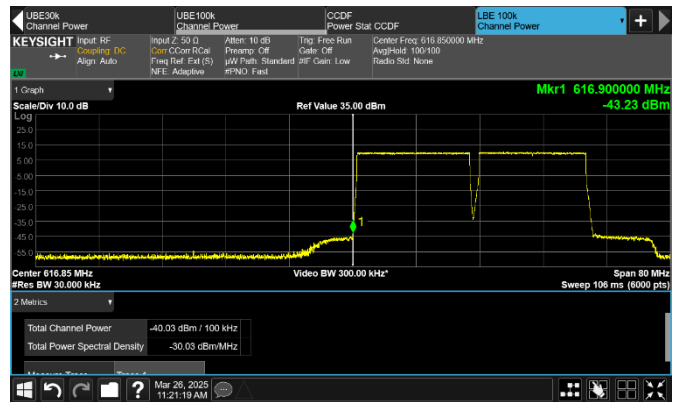 UBE30k
Channel Power
UBE100k
Channel Power
CCDF
Power Stat CCDF
LBE 100k
Channel Power
KEYSIGHT
Input: RF
Coupling: DC
Align: Auto
Input Z: 50 Ω
Corr CCorr RCal
Freq Ref: Ext (S)
NFE: Adaptive
Atten: 10 dB
Preamp: Off
µW Path: Standard
#PNO: Fast
Trig: Free Run
Gate: Off
#IF Gain: Low
Center Freq: 616.850000 MHz
Avg|Hold: 100/100
Radio Std: None
LXI
1 Graph
Mkr1 616.900000 MHz
-43.23 dBm
Scale/Div 10.0 dB
Ref Value 35.00 dBm
Log
25.0
15.0
5.00
-5.00
-15.0
-25.0
-35.0
-45.0
-55.0
1
Center 616.85 MHz
#Res BW 30.000 kHz
Video BW 300.00 kHz*
Span 80 MHz
Sweep 106 ms (6000 pts)
2 Metrics
Total Channel Power -40.03 dBm / 100 kHz
Total Power Spectral Density -30.03 dBm/MHz
Measure Trace Trace 1
Mar 26, 2025
11:21:19 AM